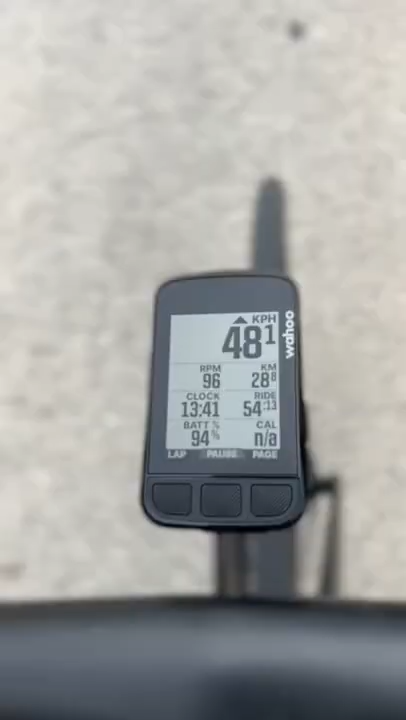 ▲ KPH
48¹
RPM KM
96 28⁸
CLOCK RIDE
13:41 54:13
BATT % CAL
94% n/a
LAP PAUSE PAGE
wahoo